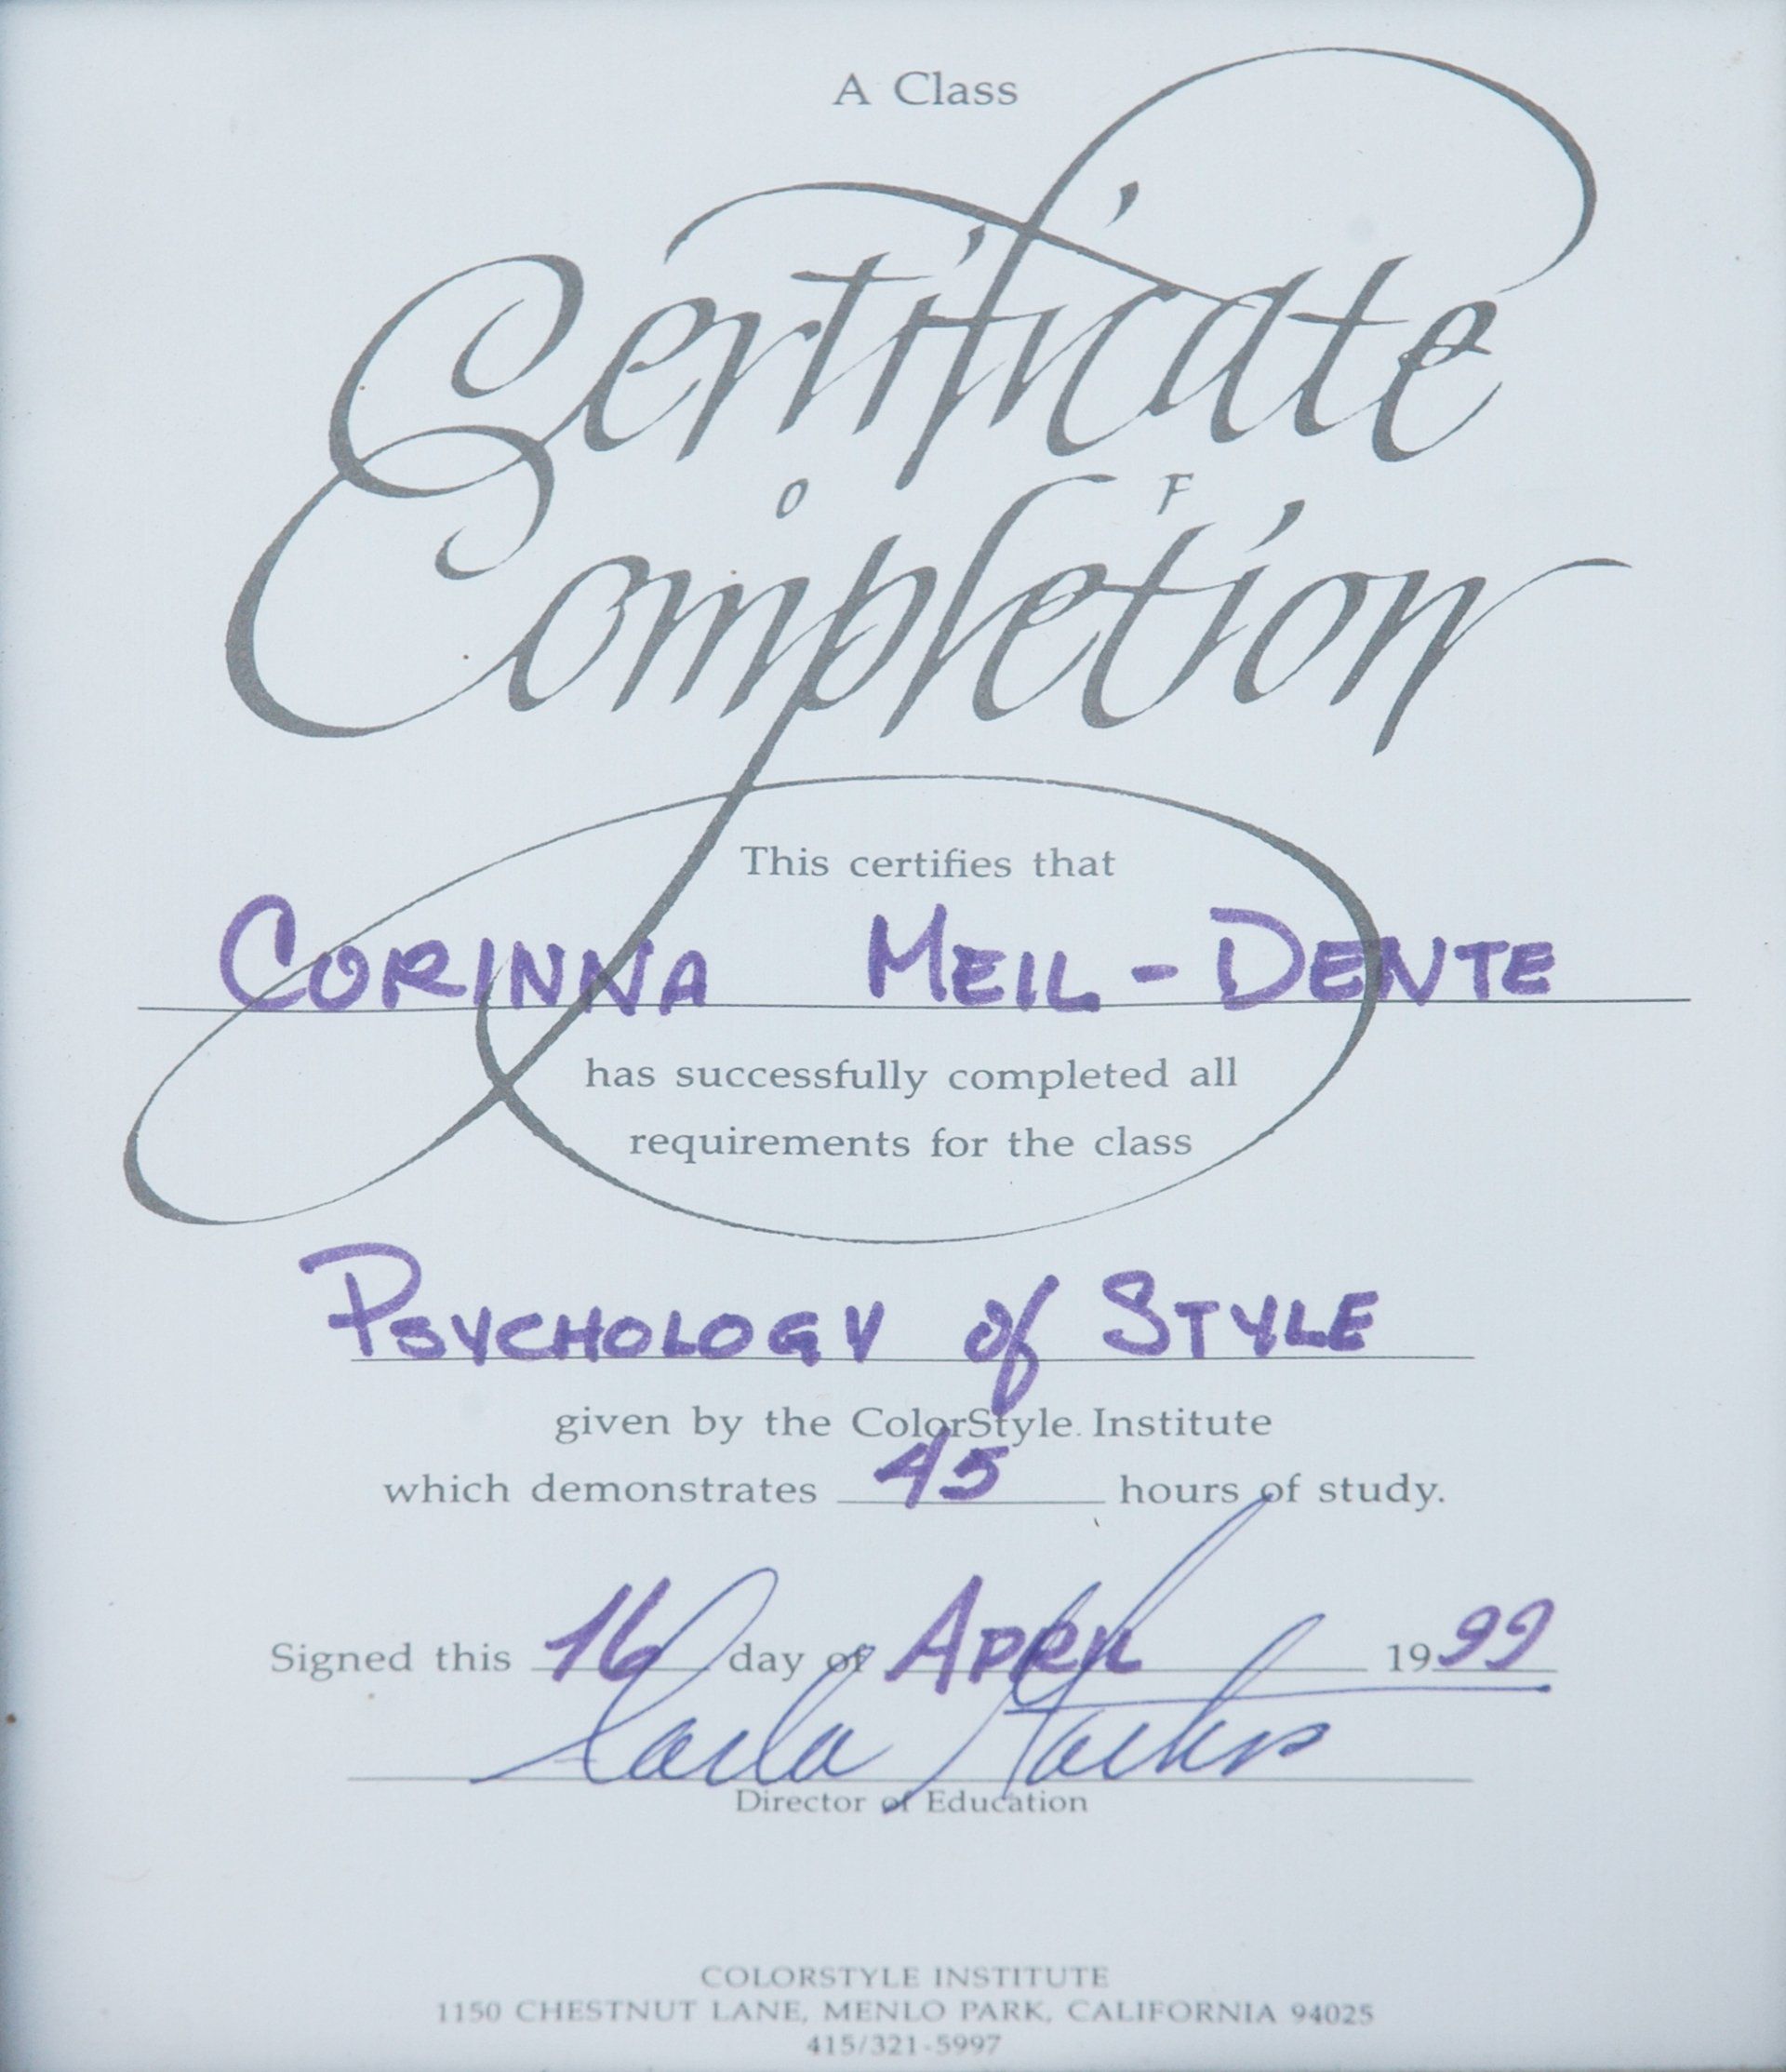 A Class
Certificate
OF
Completion
This certifies that
CORINNA MEIL-DENTE
has successfully completed all
requirements for the class
PSYCHOLOGY of STYLE
given by the ColorStyle Institute
which demonstrates 45 hours of study.
Signed this 16 day of APRIL 1999
Carla
Director of Education
COLORSTYLE INSTITUTE
1150 CHESTNUT LANE, MENLO PARK, CALIFORNIA 94025
415/321-5997